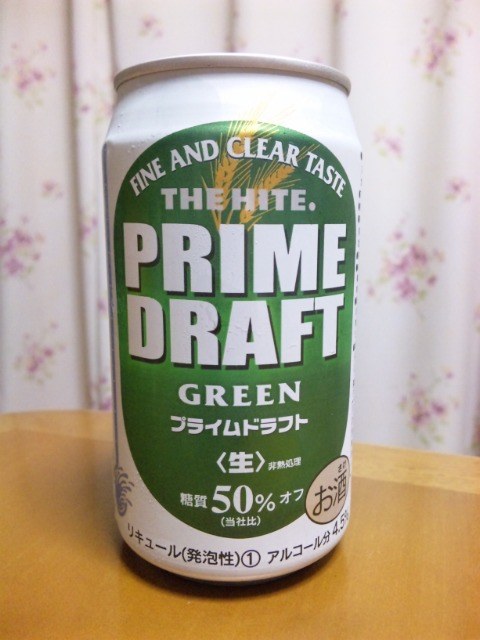 FINE AND CLEAR TASTE
THE HITE.
PRIME
DRAFT
GREEN
プライムドラフト
〈生〉非熱処理
糖質50%オフ
(当社比)
お酒
リキュール(発泡性)① アルコール分4.5%